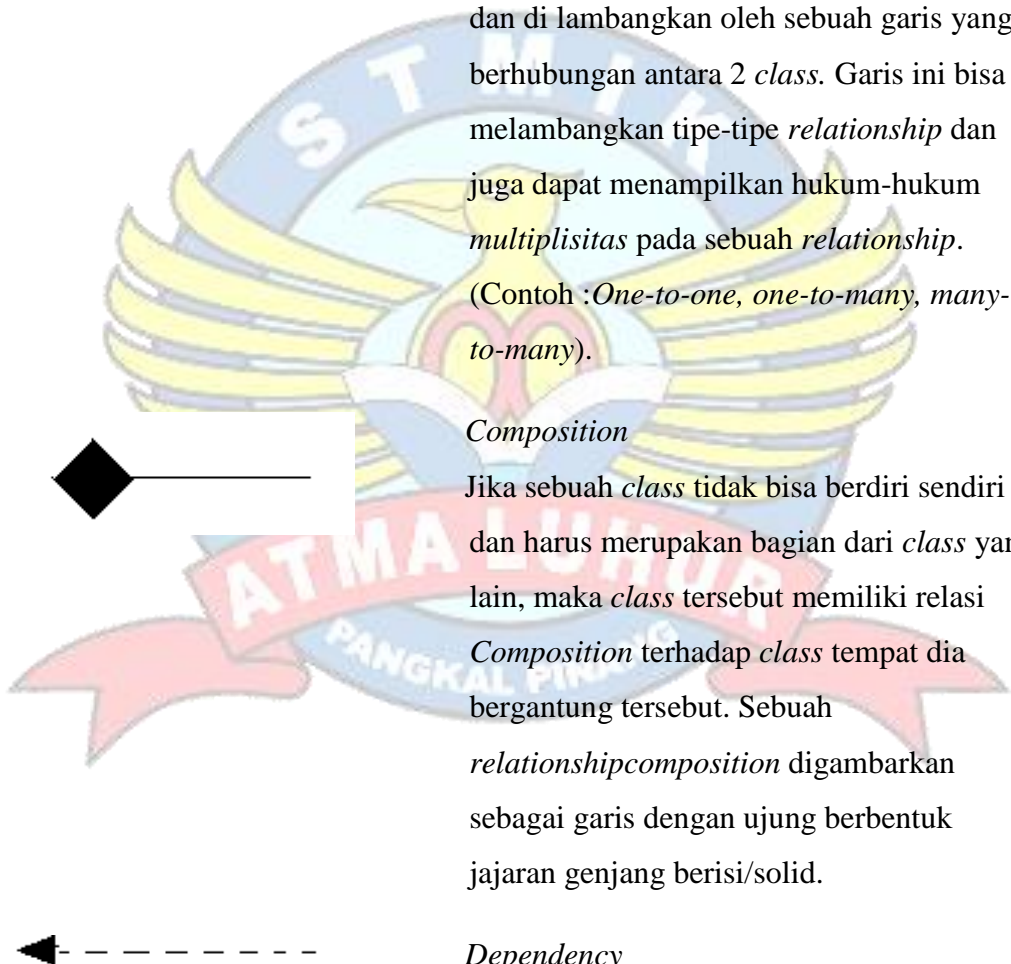 dan di lambangkan oleh sebuah garis yang
berhubungan antara 2 class. Garis ini bisa
melambangkan tipe-tipe relationship dan
juga dapat menampilkan hukum-hukum
multiplisitas pada sebuah relationship.
(Contoh :One-to-one, one-to-many, many-
to-many).
Composition
Jika sebuah class tidak bisa berdiri sendiri
dan harus merupakan bagian dari class yan
lain, maka class tersebut memiliki relasi
Composition terhadap class tempat dia
bergantung tersebut. Sebuah
relationshipcomposition digambarkan
sebagai garis dengan ujung berbentuk
jajaran genjang berisi/solid.
Dependency
STMIK
ATMA LUHUR
PANGKAL PINANG